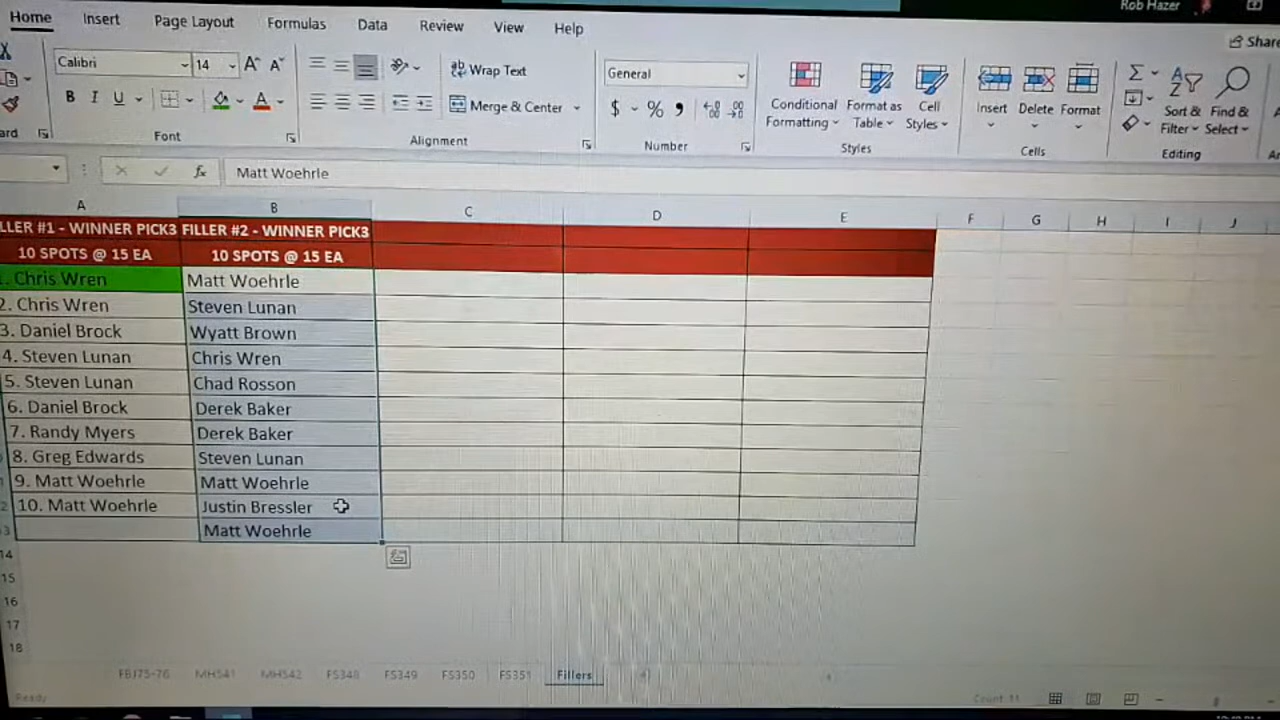 Rob Hazer
Home Insert Page Layout Formulas Data Review View Help
Share
Calibri 14 A A Wrap Text General
B I U A Merge & Center $ % Conditional Formatting Format as Table Cell Styles Insert Delete Format Sort & Filter Find & Select
Font Alignment Number Styles Cells Editing
fx Matt Woehrle
A B C D E F G H I J
LLER #1 - WINNER PICK3 FILLER #2 - WINNER PICK3
10 SPOTS @ 15 EA 10 SPOTS @ 15 EA
. Chris Wren Matt Woehrle
2. Chris Wren Steven Lunan
3. Daniel Brock Wyatt Brown
4. Steven Lunan Chris Wren
5. Steven Lunan Chad Rosson
6. Daniel Brock Derek Baker
7. Randy Myers Derek Baker
8. Greg Edwards Steven Lunan
9. Matt Woehrle Matt Woehrle
10. Matt Woehrle Justin Bressler
Matt Woehrle
14
15
16
17
18
FBJ75-76 MH541 MH542 FS348 FS349 FS350 FS351 Fillers
Ready Count: 11